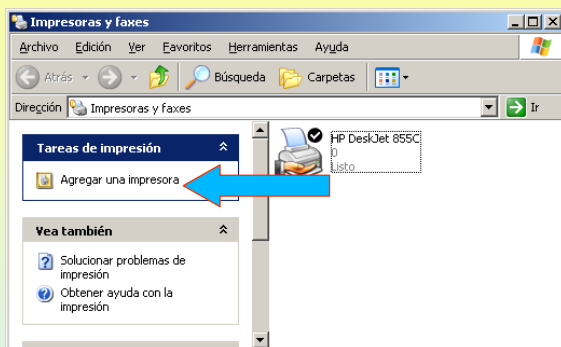 Impresoras y faxes
Archivo Edición Ver Favoritos Herramientas Ayuda
Atrás Búsqueda Carpetas
Dirección Impresoras y faxes Ir
Tareas de impresión
Agregar una impresora
HP DeskJet 855C
0
Listo
Vea también
Solucionar problemas de
impresión
Obtener ayuda con la
impresión